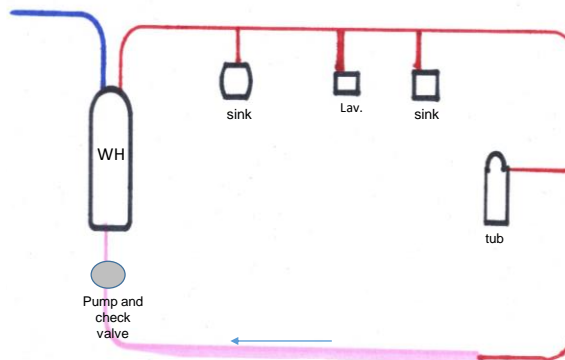 sink
Lav.
sink
WH
tub
Pump and
check
valve